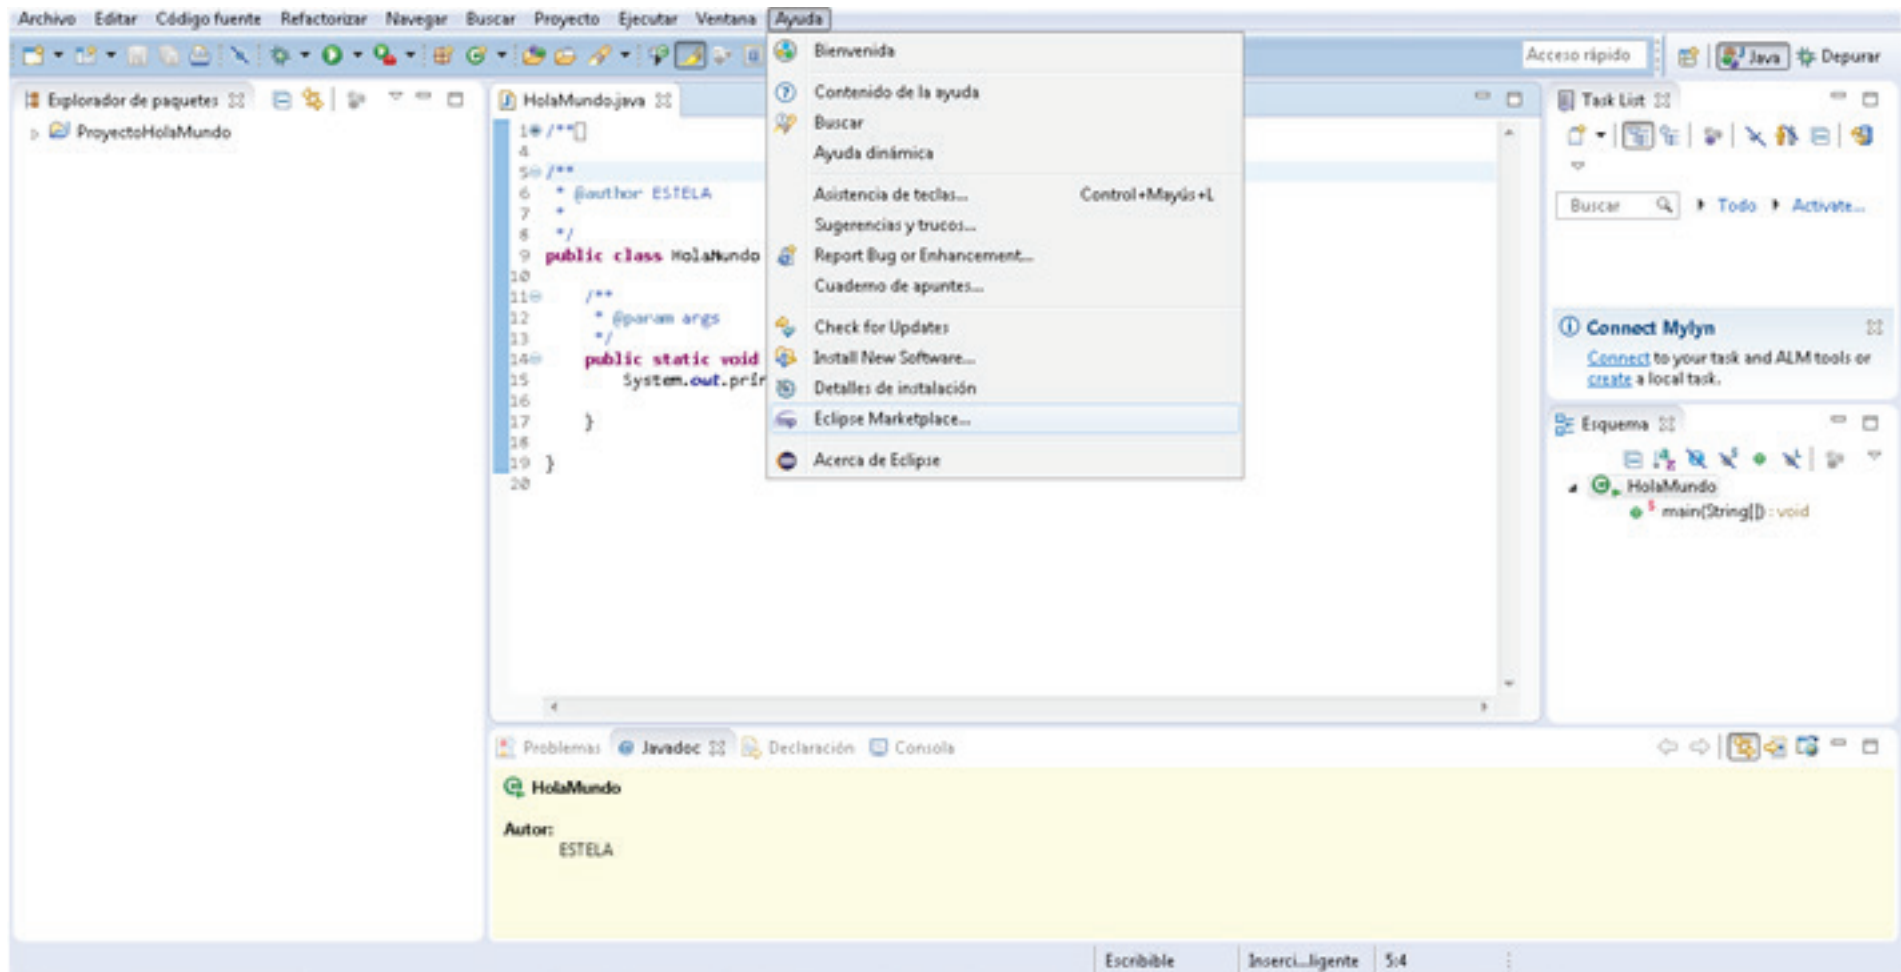 Archivo Editar Código fuente Refactorizar Navegar Buscar Proyecto Ejecutar Ventana Ayuda
Acceso rápido Java Depurar
Explorador de paquetes
ProyectoHolaMundo
HolaMundo.java
1 /**
4
5 /**
6 * @author ESTELA
7 *
8 */
9 public class HolaMundo
10
11 /**
12 * @param args
13 */
14 public static void
15 System.out.prin
16
17 }
18
19 }
20
Bienvenida
Contenido de la ayuda
Buscar
Ayuda dinámica
Asistencia de teclas... Control+Mayús+L
Sugerencias y trucos...
Report Bug or Enhancement...
Cuaderno de apuntes...
Check for Updates
Install New Software...
Detalles de instalación
Eclipse Marketplace...
Acerca de Eclipse
Task List
Buscar Todo Activate...
Connect Mylyn
Connect to your task and ALM tools or
create a local task.
Esquema
HolaMundo
main(String[]) : void
Problemas Javadoc Declaración Consola
HolaMundo
Autor:
ESTELA
Escribible Inserci...ligente 5:4